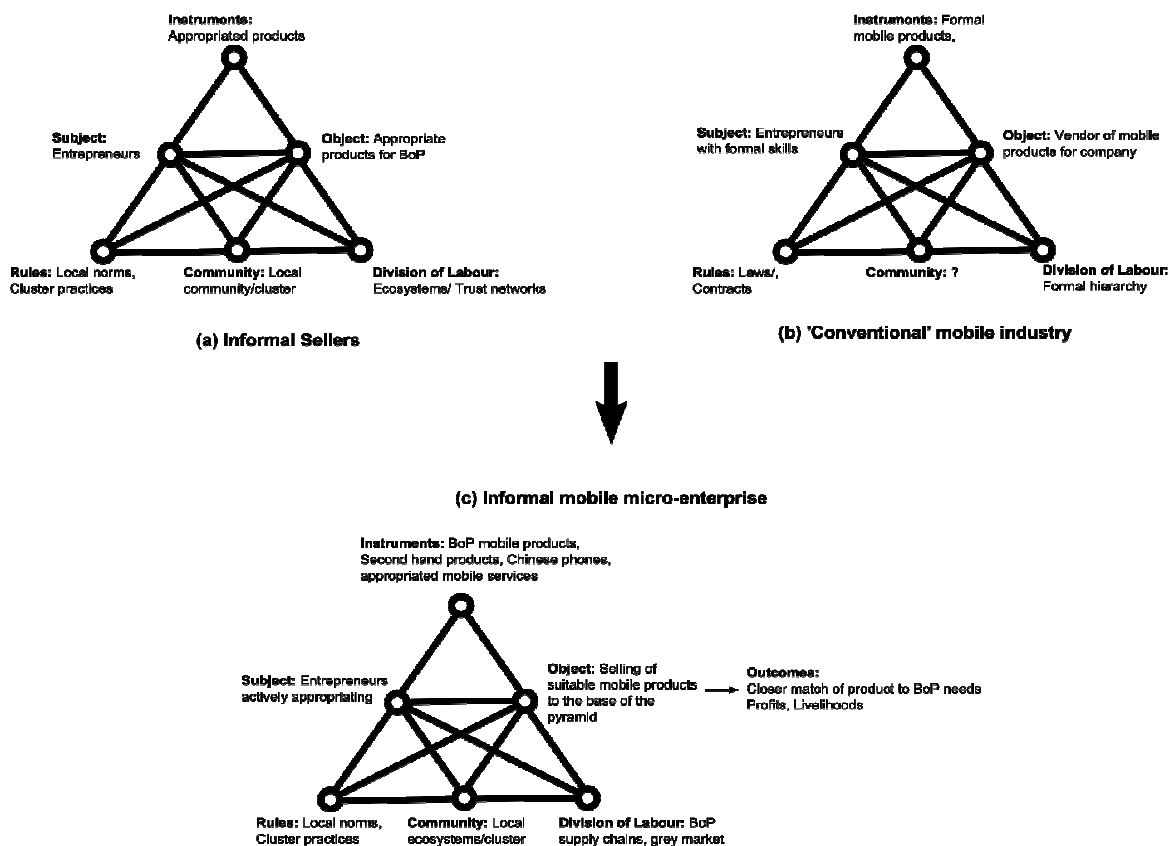 Instruments:
Appropriated products
Subject:
Entrepreneurs
Object: Appropriate
products for BoP
Rules: Local norms,
Cluster practices
Community: Local
community/cluster
Division of Labour:
Ecosystems/ Trust networks
(a) Informal Sellers
Instruments: Formal
mobile products,
Subject: Entrepreneurs
with formal skills
Object: Vendor of mobile
products for company
Rules: Laws/,
Contracts
Community: ?
Division of Labour:
Formal hierarchy
(b) 'Conventional' mobile industry
(c) Informal mobile micro-enterprise
Instruments: BoP mobile products,
Second hand products, Chinese phones,
appropriated mobile services
Subject: Entrepreneurs
actively appropriating
Object: Selling of
suitable mobile products
to the base of the
pyramid
Outcomes:
Closer match of product to BoP needs
Profits, Livelihoods
Rules: Local norms,
Cluster practices
Community: Local
ecosystems/cluster
Division of Labour: BoP
supply chains, grey market